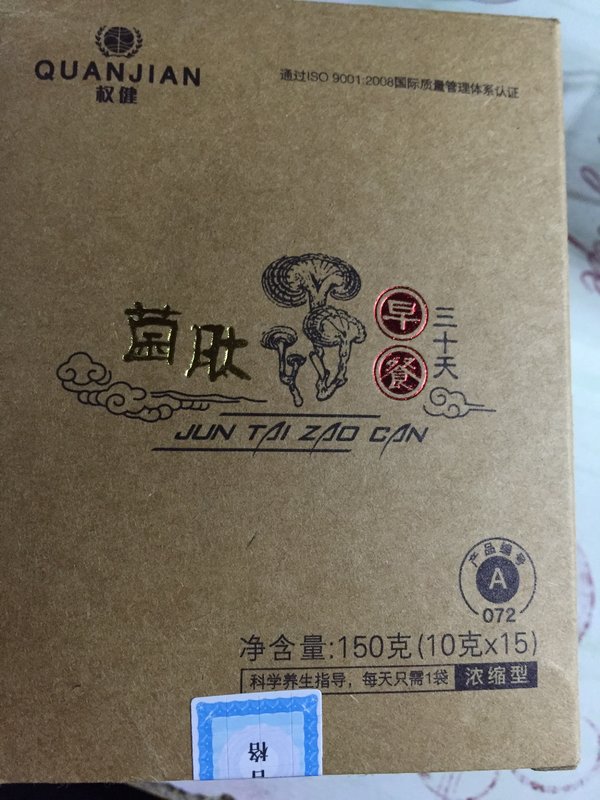 QUANJIAN
权健
通过ISO 9001:2008国际质量管理体系认证
菌肽
早餐
三十天
JUN TAI ZAO CAN
产品编号
A
072
净含量:150克(10克x15)
科学养生指导，每天只需1袋 浓缩型
格